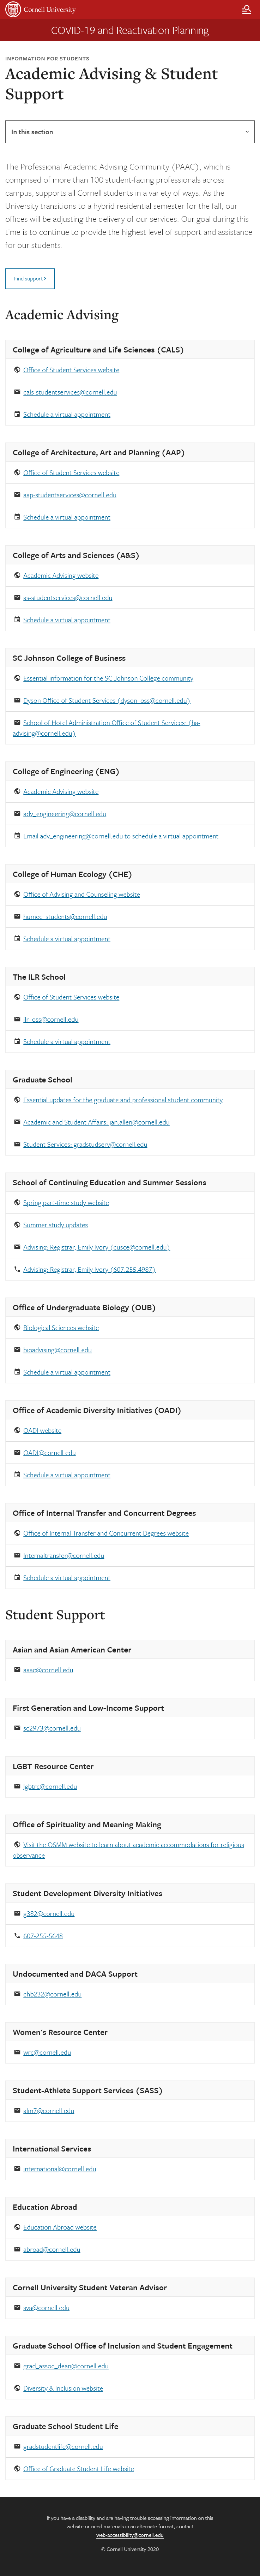 Cornell University
COVID-19 and Reactivation Planning
INFORMATION FOR STUDENTS
Academic Advising & Student
Support
In this section
The Professional Academic Advising Community (PAAC), which is
comprised of more than 100 student-facing professionals across
campus, supports all Cornell students in a variety of ways. As the
University transitions to a hybrid residential semester for the fall, our
offices will be adjusting the delivery of our services. Our goal during this
time is to continue to provide the highest level of support and assistance
for our students.
Find support
Academic Advising
College of Agriculture and Life Sciences (CALS)
Office of Student Services website
cals-studentservices@cornell.edu
Schedule a virtual appointment
College of Architecture, Art and Planning (AAP)
Office of Student Services website
aap-studentservices@cornell.edu
Schedule a virtual appointment
College of Arts and Sciences (A&S)
Academic Advising website
as-studentservices@cornell.edu
Schedule a virtual appointment
SC Johnson College of Business
Essential information for the SC Johnson College community
Dyson Office of Student Services (dyson_oss@cornell.edu)
School of Hotel Administration Office of Student Services: (ha-
advising@cornell.edu)
College of Engineering (ENG)
Academic Advising website
adv_engineering@cornell.edu
Email adv_engineering@cornell.edu to schedule a virtual appointment
College of Human Ecology (CHE)
Office of Advising and Counseling website
humec_students@cornell.edu
Schedule a virtual appointment
The ILR School
Office of Student Services website
ilr_oss@cornell.edu
Schedule a virtual appointment
Graduate School
Essential updates for the graduate and professional student community
Academic and Student Affairs: jan.allen@cornell.edu
Student Services: gradstudserv@cornell.edu
School of Continuing Education and Summer Sessions
Spring part-time study website
Summer study updates
Advising: Registrar, Emily Ivory (cusce@cornell.edu)
Advising: Registrar, Emily Ivory (607.255.4987)
Office of Undergraduate Biology (OUB)
Biological Sciences website
bioadvising@cornell.edu
Schedule a virtual appointment
Office of Academic Diversity Initiatives (OADI)
OADI website
OADI@cornell.edu
Schedule a virtual appointment
Office of Internal Transfer and Concurrent Degrees
Office of Internal Transfer and Concurrent Degrees website
Internaltransfer@cornell.edu
Schedule a virtual appointment
Student Support
Asian and Asian American Center
aaac@cornell.edu
First Generation and Low-Income Support
sc2973@cornell.edu
LGBT Resource Center
lgbtrc@cornell.edu
Office of Spirituality and Meaning Making
Visit the OSMM website to learn about academic accommodations for religious
observance
Student Development Diversity Initiatives
g382@cornell.edu
607-255-5648
Undocumented and DACA Support
chb232@cornell.edu
Women's Resource Center
wrc@cornell.edu
Student-Athlete Support Services (SASS)
alm7@cornell.edu
International Services
international@cornell.edu
Education Abroad
Education Abroad website
abroad@cornell.edu
Cornell University Student Veteran Advisor
sva@cornell.edu
Graduate School Office of Inclusion and Student Engagement
grad_assoc_dean@cornell.edu
Diversity & Inclusion website
Graduate School Student Life
gradstudentlife@cornell.edu
Office of Graduate Student Life website
If you have a disability and are having trouble accessing information on this
website or need materials in an alternate format, contact
web-accessibility@cornell.edu
© Cornell University 2020